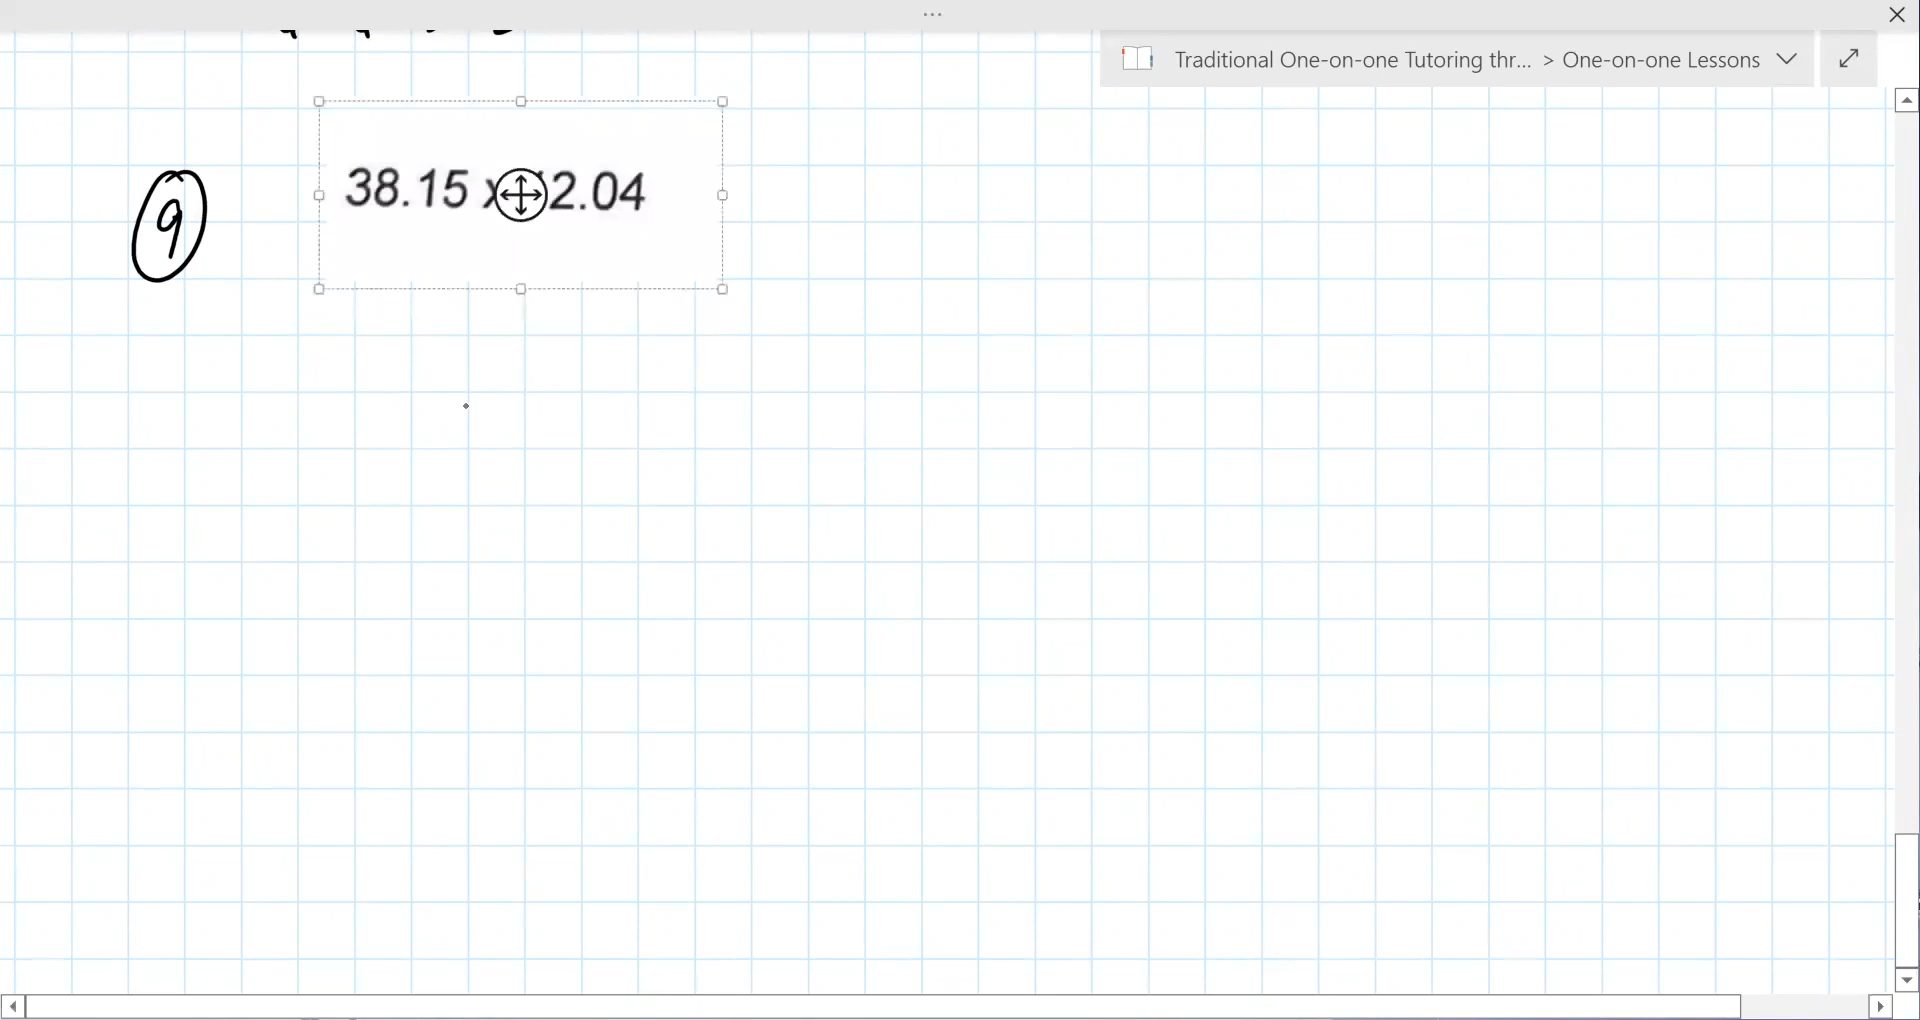 Traditional One-on-one Tutoring thr... > One-on-one Lessons
9
38.15 x 2.04